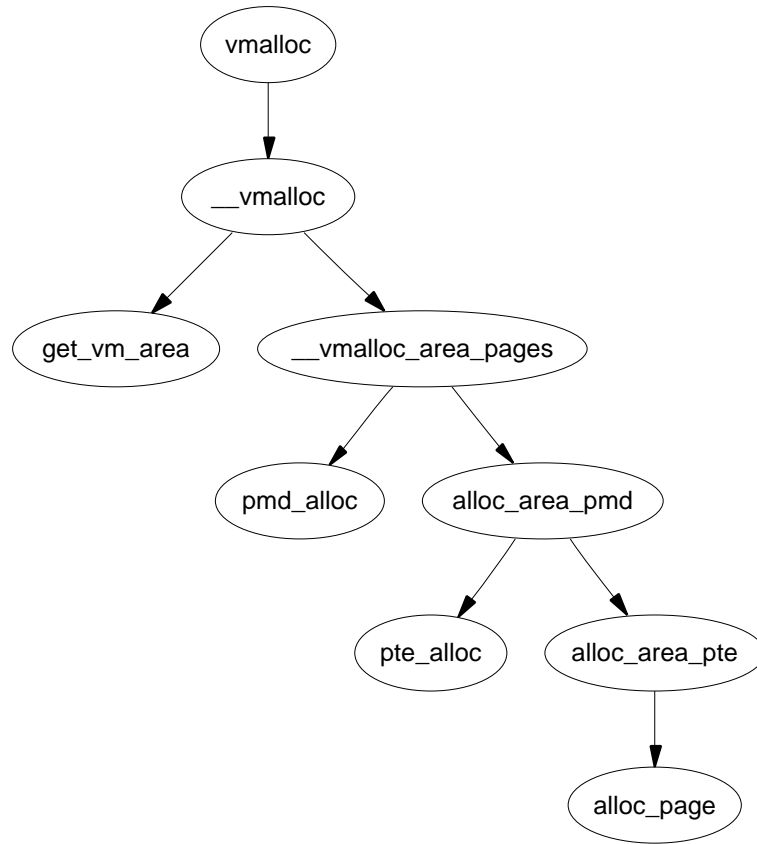 vmalloc
__vmalloc
get_vm_area
__vmalloc_area_pages
pmd_alloc
alloc_area_pmd
pte_alloc
alloc_area_pte
alloc_page